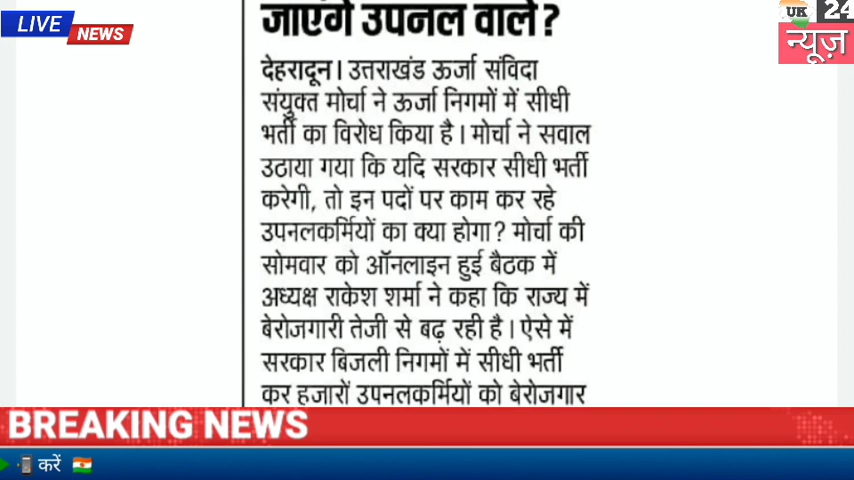 LIVE
NEWS
UK 24
न्यूज़
जाएंगे उपनल वाले?
देहरादून। उत्तराखंड ऊर्जा संविदा
संयुक्त मोर्चा ने ऊर्जा निगमों में सीधी
भर्ती का विरोध किया है। मोर्चा ने सवाल
उठाया गया कि यदि सरकार सीधी भर्ती
करेगी, तो इन पदों पर काम कर रहे
उपनलकर्मियों का क्या होगा? मोर्चा की
सोमवार को ऑनलाइन हुई बैठक में
अध्यक्ष राकेश शर्मा ने कहा कि राज्य में
बेरोजगारी तेजी से बढ़ रही है। ऐसे में
सरकार बिजली निगमों में सीधी भर्ती
कर हजारों उपनलकर्मियों को बेरोजगार
BREAKING NEWS
करें